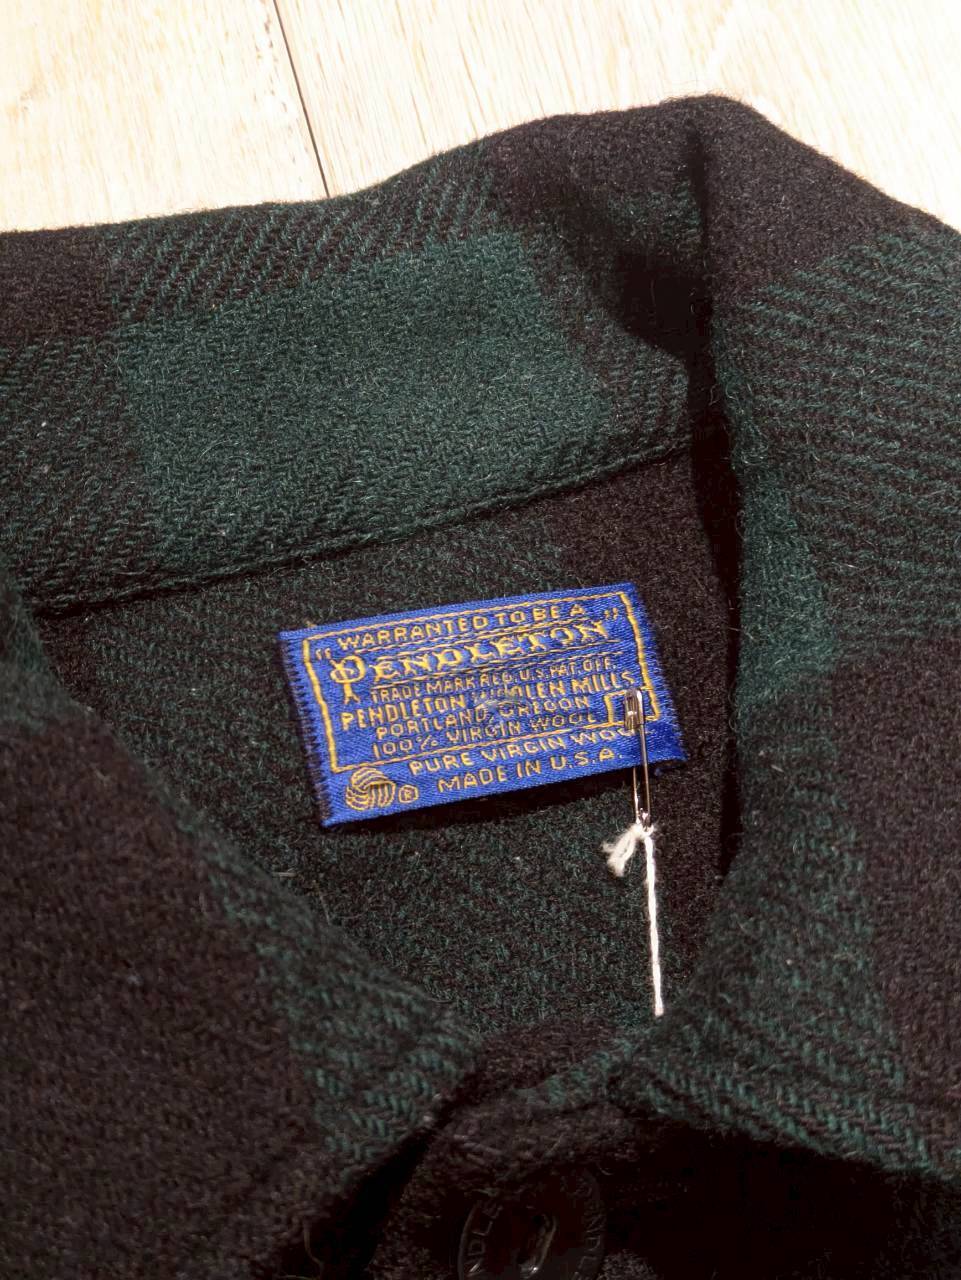 "WARRANTED TO BE A
PENDLETON"
TRADE MARK REG. U.S. PAT. OFF.
PENDLETON WOOLEN MILLS
PORTLAND, OREGON
100% VIRGIN WOOL
PURE VIRGIN WOOL
® MADE IN U.S.A.